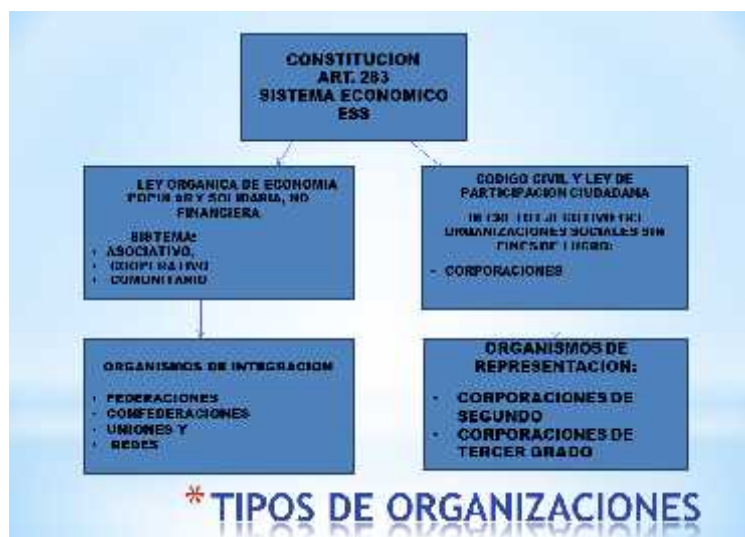 CONSTITUCION
ART. 283
SISTEMA ECONOMICO
ESS
LEY ORGANICA DE ECONOMIA
POPULAR Y SOLIDARIA, NO
FINANCIERA
SISTEMA:
• ASOCIATIVO,
• COOPERATIVO
• COMUNITARIO
CODIGO CIVIL Y LEY DE
PARTICIPACION CIUDADANA
ORGANIZACIONES SOCIALES SIN
FINES DE LUCRO:
- CORPORACIONES
ORGANISMOS DE INTEGRACION
• FEDERACIONES
• CONFEDERACIONES
• UNIONES Y
• REDES
ORGANISMOS DE
REPRESENTACION:
- CORPORACIONES DE
SEGUNDO
- CORPORACIONES DE
TERCER GRADO
*TIPOS DE ORGANIZACIONES